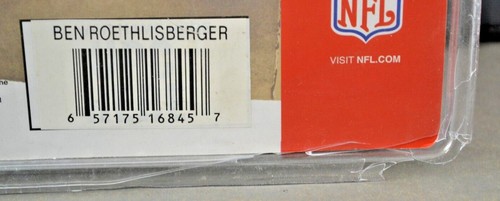 BEN ROETHLISBERGER
6 57175 16845 7
NFL
VISIT NFL.COM